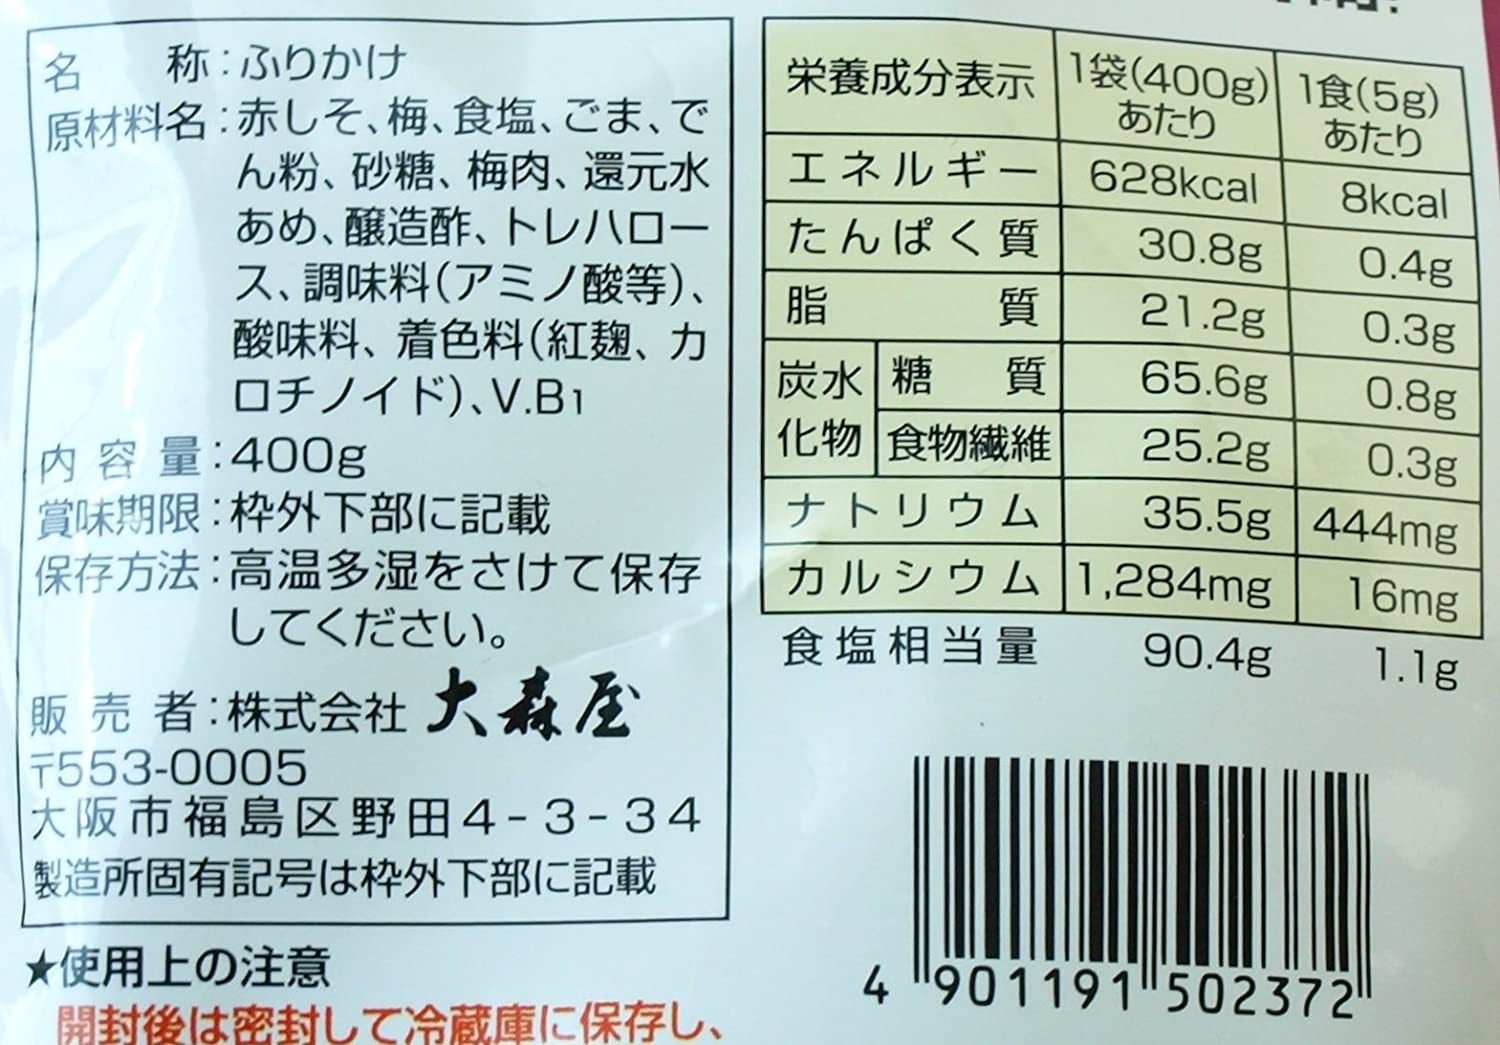 名 称:ふりかけ
原材料名:赤しそ、梅、食塩、ごま、で
ん粉、砂糖、梅肉、還元水
あめ、醸造酢、トレハロー
ス、調味料(アミノ酸等)、
酸味料、着色料(紅麹、カ
ロチノイド)、V.B1
内容量:400g
賞味期限:枠外下部に記載
保存方法:高温多湿をさけて保存
してください。
販売者:株式会社 大森屋
〒553-0005
大阪市福島区野田4-3-34
製造所固有記号は枠外下部に記載
★使用上の注意
開封後は密封して冷蔵庫に保存し、
栄養成分表示 1袋(400g)あたり 1食(5g)あたり
エネルギー 628kcal 8kcal
たんぱく質 30.8g 0.4g
脂質 21.2g 0.3g
炭水化物 糖質 65.6g 0.8g
食物繊維 25.2g 0.3g
ナトリウム 35.5g 444mg
カルシウム 1,284mg 16mg
食塩相当量 90.4g 1.1g
4 901191 502372